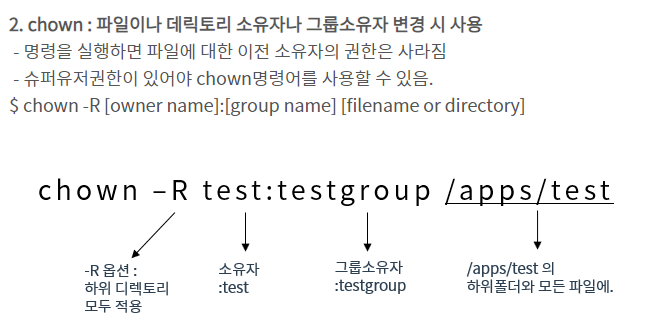 2. chown : 파일이나 데릭토리 소유자나 그룹소유자 변경 시 사용
- 명령을 실행하면 파일에 대한 이전 소유자의 권한은 사라짐
- 슈퍼유저권한이 있어야 chown명령어를 사용할 수 있음.
$ chown -R [owner name]:[group name] [filename or directory]
chown –R test:testgroup /apps/test
-R 옵션 :
하위 디렉토리
모두 적용
소유자
:test
그룹소유자
:testgroup
/apps/test 의
하위폴더와 모든 파일에.